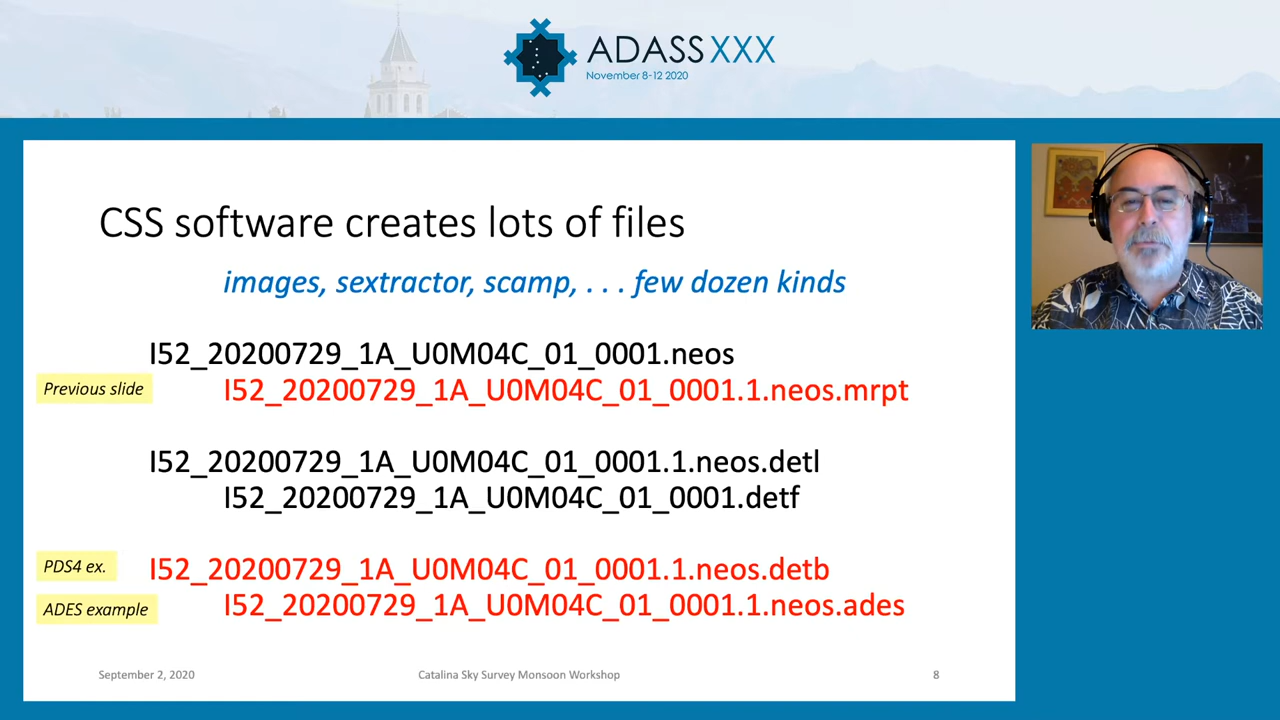 ADASS XXX
November 8-12 2020
CSS software creates lots of files
images, sextractor, scamp, . . . few dozen kinds
I52_20200729_1A_U0M04C_01_0001.neos
Previous slide
I52_20200729_1A_U0M04C_01_0001.1.neos.mrpt
I52_20200729_1A_U0M04C_01_0001.1.neos.detl
I52_20200729_1A_U0M04C_01_0001.detf
PDS4 ex.
I52_20200729_1A_U0M04C_01_0001.1.neos.detb
ADES example
I52_20200729_1A_U0M04C_01_0001.1.neos.ades
September 2, 2020
Catalina Sky Survey Monsoon Workshop
8